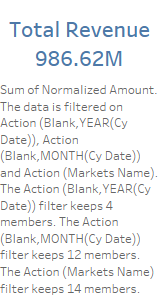 Total Revenue
986.62M
Sum of Normalized Amount.
The data is filtered on
Action (Blank,YEAR(Cy
Date)), Action
(Blank,MONTH(Cy Date))
and Action (Markets Name).
The Action (Blank,YEAR(Cy
Date)) filter keeps 4
members. The Action
(Blank,MONTH(Cy Date))
filter keeps 12 members.
The Action (Markets Name)
filter keeps 14 members.